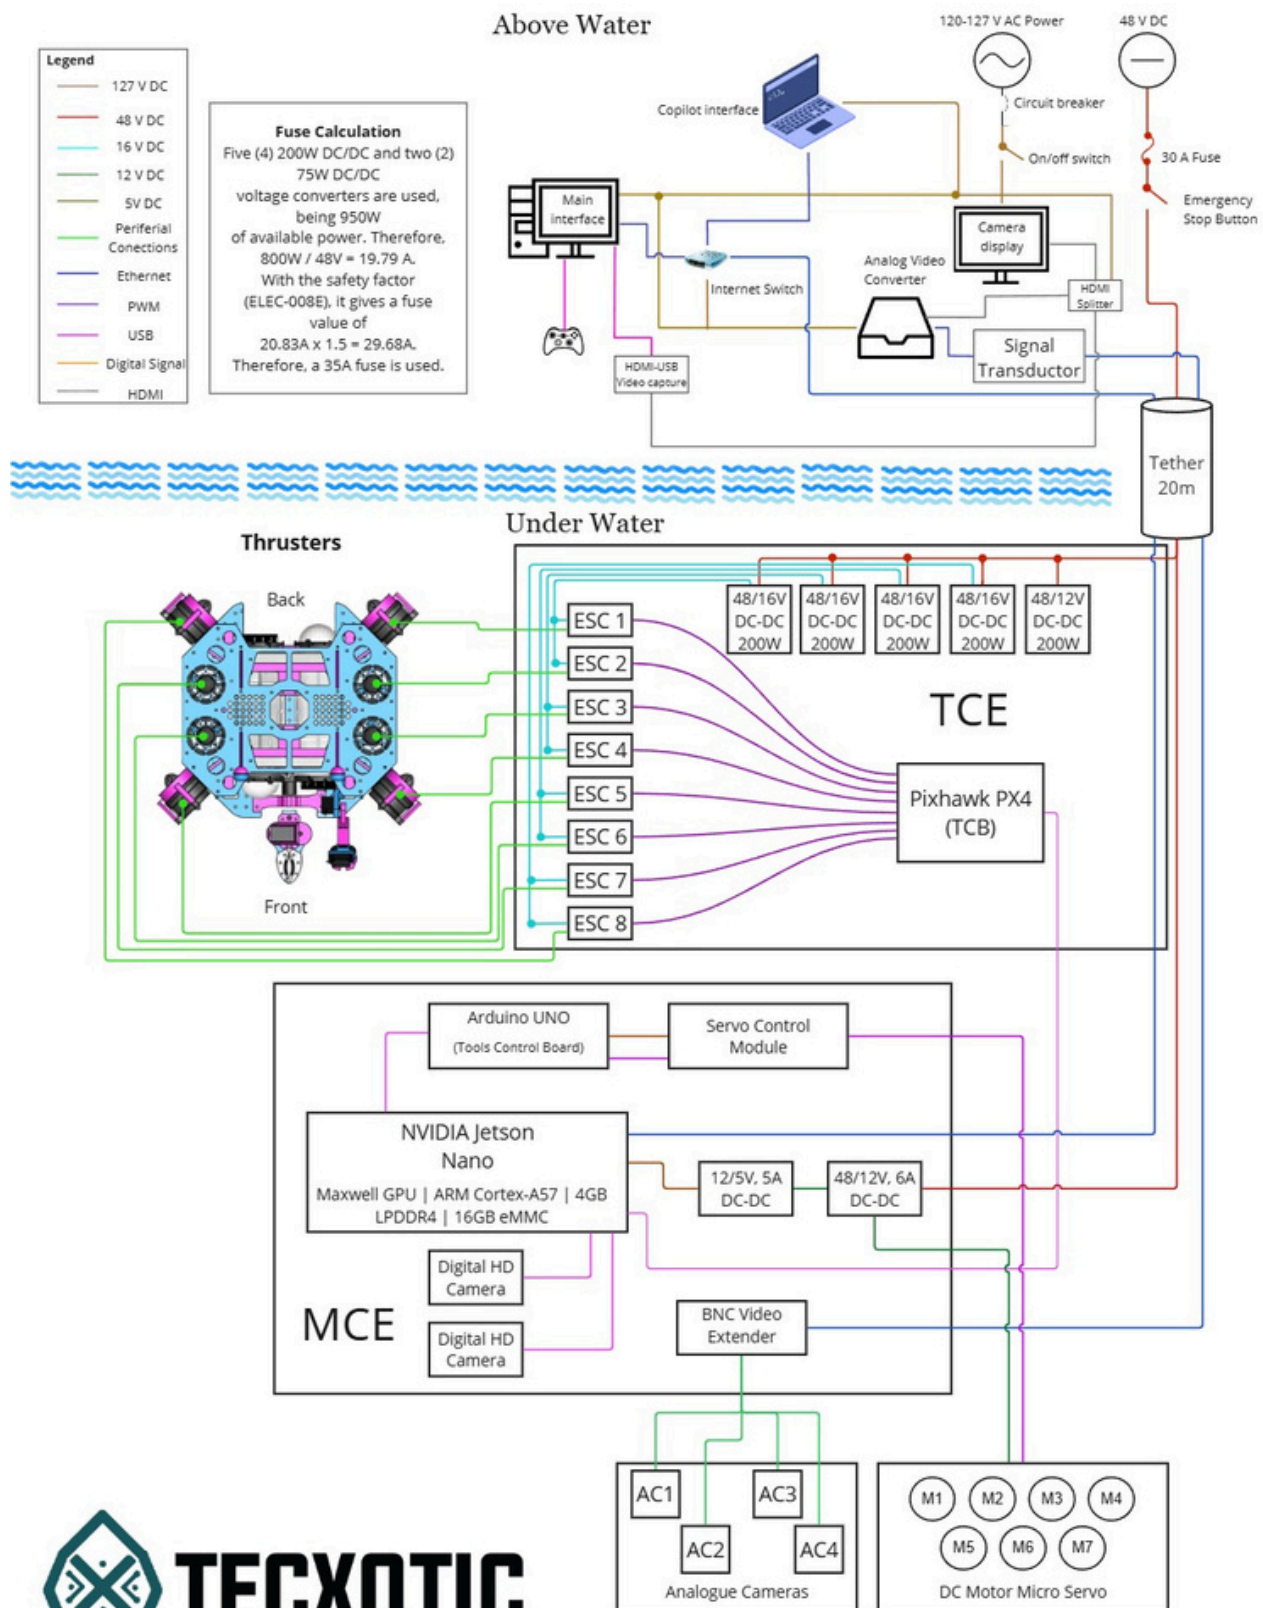 Above Water
120-127 V AC Power
48 V DC
Legend
127 V DC
48 V DC
16 V DC
12 V DC
5V DC
Periferial
Conections
Ethernet
PWM
USB
Digital Signal
HDMI
Fuse Calculation
Five (4) 200W DC/DC and two (2)
75W DC/DC
voltage converters are used,
being 950W
of available power. Therefore,
800W / 48V = 19.79 A.
With the safety factor
(ELEC-008E), it gives a fuse
value of
20.83A x 1.5 = 29.68A.
Therefore, a 35A fuse is used.
Copilot interface
Circuit breaker
On/off switch
30 A Fuse
Emergency
Stop Button
Main
interface
Camera
display
Analog Video
Converter
Internet Switch
HDMI
Splitter
Signal
Transductor
HDMI-USB
Video capture
Tether
20m
Under Water
Thrusters
Back
Front
ESC 1
ESC 2
ESC 3
ESC 4
ESC 5
ESC 6
ESC 7
ESC 8
48/16V
DC-DC
200W
48/16V
DC-DC
200W
48/16V
DC-DC
200W
48/16V
DC-DC
200W
48/12V
DC-DC
200W
TCE
Pixhawk PX4
(TCB)
Arduino UNO
(Tools Control Board)
Servo Control
Module
NVIDIA Jetson
Nano
Maxwell GPU | ARM Cortex-A57 | 4GB
LPDDR4 | 16GB eMMC
12/5V, 5A
DC-DC
48/12V, 6A
DC-DC
Digital HD
Camera
Digital HD
Camera
MCE
BNC Video
Extender
AC1
AC3
AC2
AC4
Analogue Cameras
M1
M2
M3
M4
M5
M6
M7
DC Motor Micro Servo
TECXOTIC